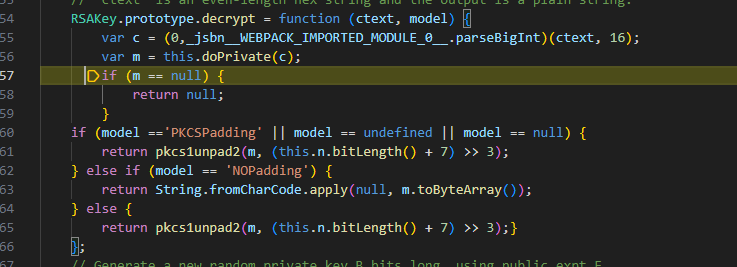 53 // "ctext" is an even-length hex string and the output is a plain string.
54 RSAKey.prototype.decrypt = function (ctext, model) {
55 var c = (0,_jsbn__WEBPACK_IMPORTED_MODULE_0__.parseBigInt)(ctext, 16);
56 var m = this.doPrivate(c);
57 if (m == null) {
58 return null;
59 }
60 if (model =='PKCSPadding' || model == undefined || model == null) {
61 return pkcs1unpad2(m, (this.n.bitLength() + 7) >> 3);
62 } else if (model == 'NOPadding') {
63 return String.fromCharCode.apply(null, m.toByteArray());
64 } else {
65 return pkcs1unpad2(m, (this.n.bitLength() + 7) >> 3);}
66 };
67 // Generate a new random private key B bits long, using public expt E